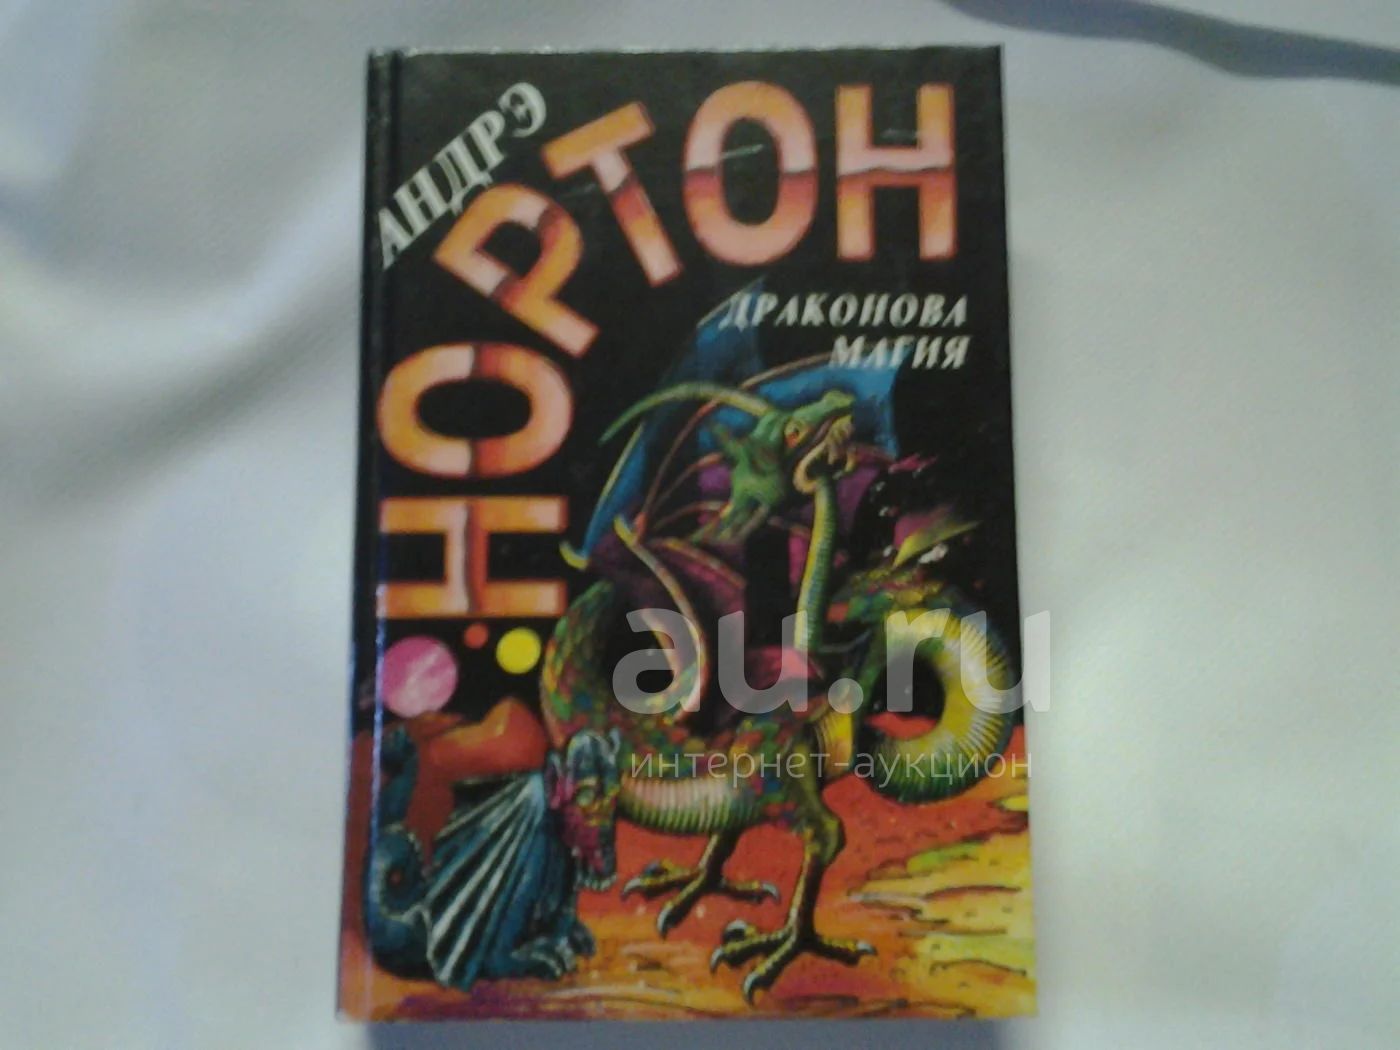 АНДРЭ
НОРТОН
ДРАКОНОВА
МАГИЯ
au.ru
интернет-аукцион